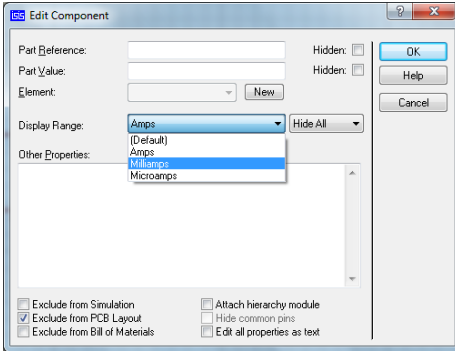 ISIS Edit Component
Part Reference: Hidden: OK
Part Value: Hidden: Help
Element: New Cancel
Display Range: Amps Hide All
(Default)
Amps
Milliamps
Microamps
Other Properties:
Exclude from Simulation Attach hierarchy module
Exclude from PCB Layout Hide common pins
Exclude from Bill of Materials Edit all properties as text